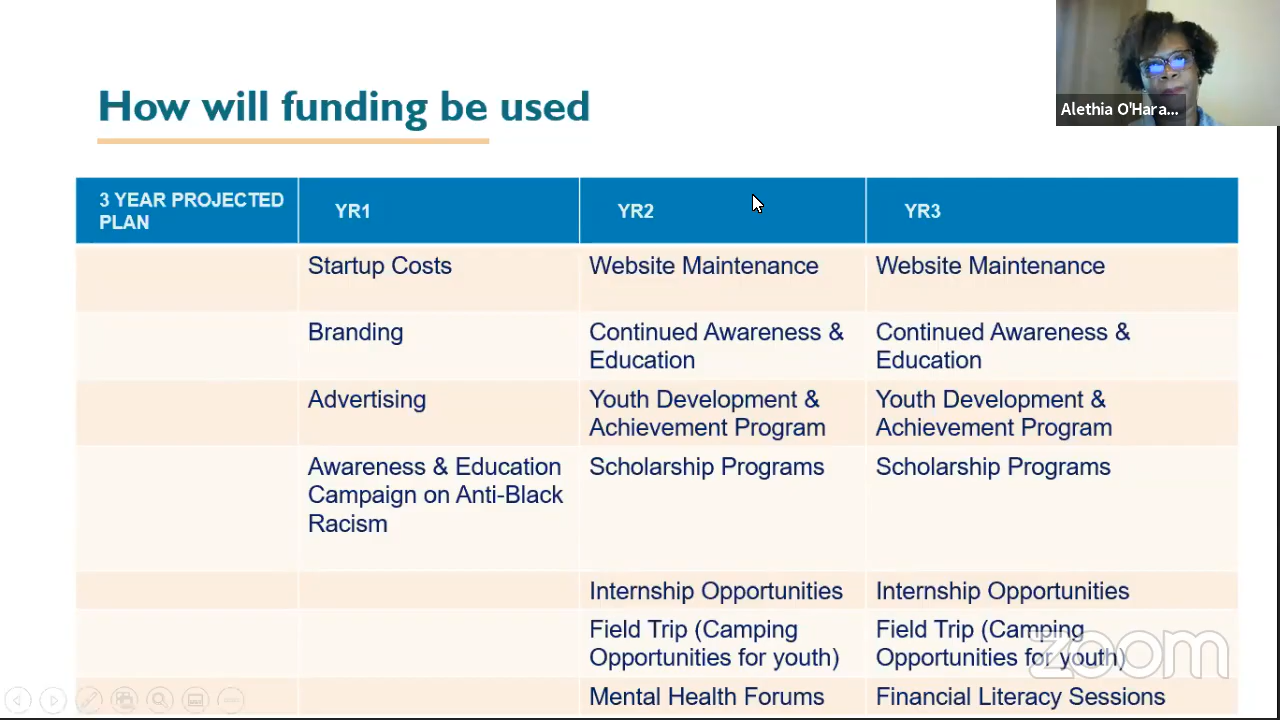 How will funding be used
Alethia O'Hara...
3 YEAR PROJECTED
PLAN
YR1
YR2
YR3
Startup Costs
Website Maintenance
Website Maintenance
Branding
Continued Awareness &
Education
Continued Awareness &
Education
Advertising
Youth Development &
Achievement Program
Youth Development &
Achievement Program
Awareness & Education
Campaign on Anti-Black
Racism
Scholarship Programs
Scholarship Programs
Internship Opportunities
Internship Opportunities
Field Trip (Camping
Opportunities for youth)
Field Trip (Camping
Opportunities for youth)
Mental Health Forums
Financial Literacy Sessions
zoom